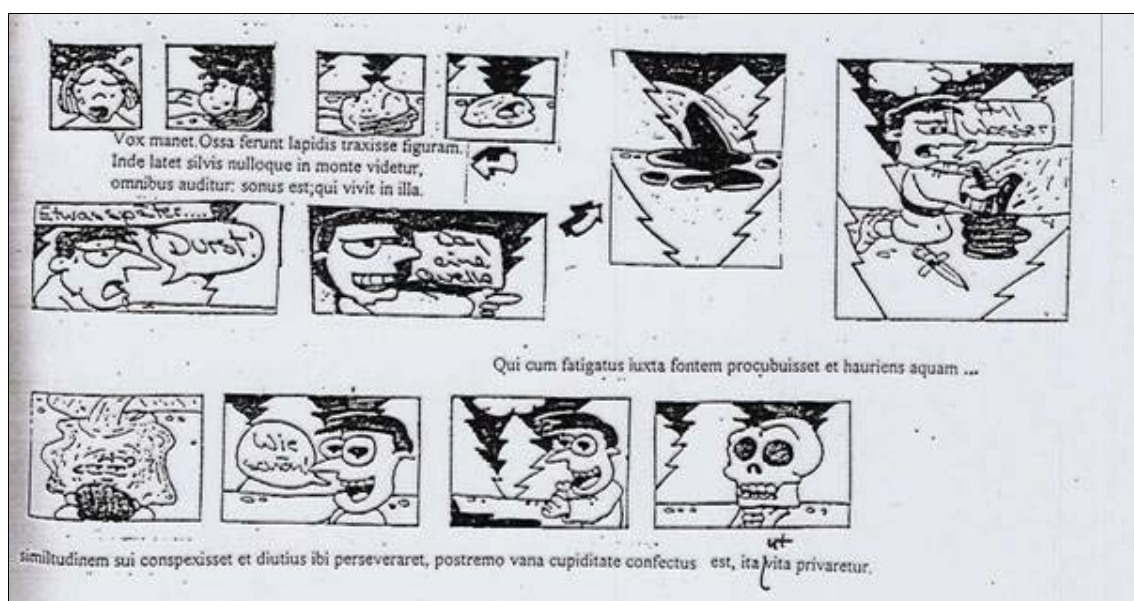 Vox manet. Ossa ferunt lapidis traxisse figuram.
Inde latet silvis nulloque in monte videtur,
omnibus auditur: sonus est, qui vivit in illa.
Etwas später....
Durst!
Da!
eine
Quelle
Wasser
Qui cum fatigatus iuxta fontem procubuisset et hauriens aquam ...
Wie
schön!
ut
similtudinem sui conspexisset et diutius ibi perseveraret, postremo vana cupiditate confectus est, ita vita privaretur.